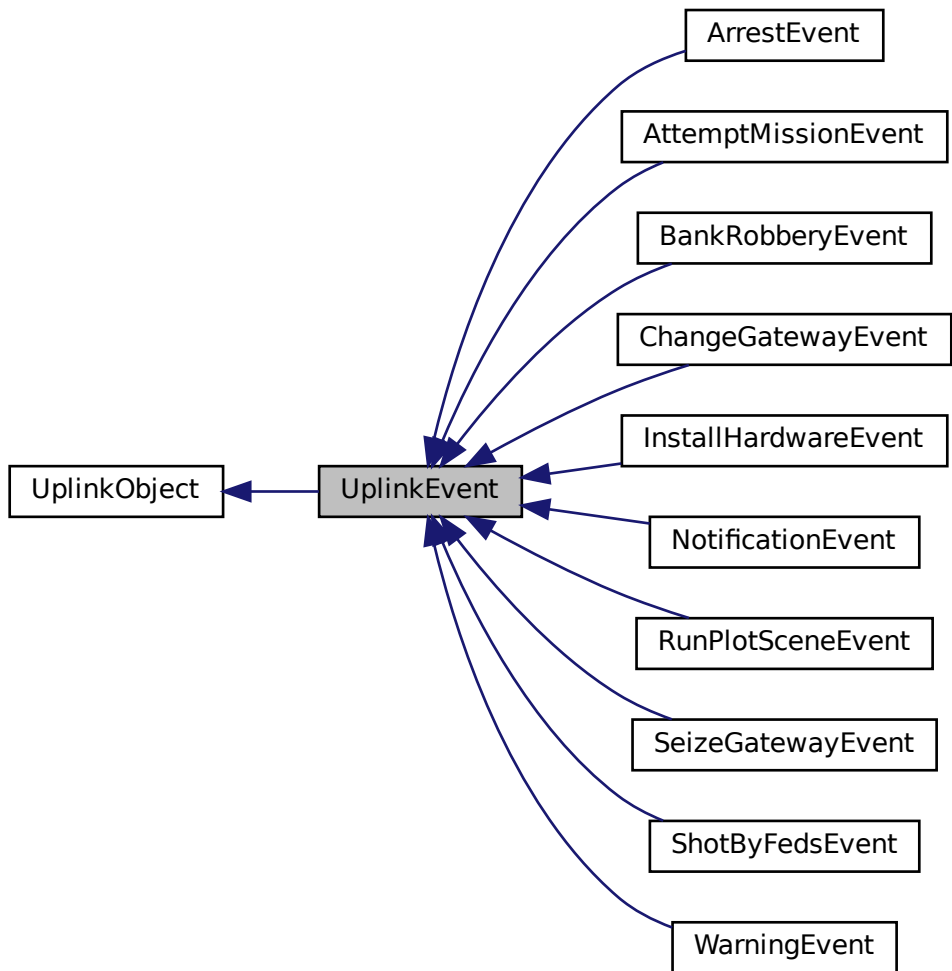 ArrestEvent
AttemptMissionEvent
BankRobberyEvent
ChangeGatewayEvent
InstallHardwareEvent
UplinkObject
UplinkEvent
NotificationEvent
RunPlotSceneEvent
SeizeGatewayEvent
ShotByFedsEvent
WarningEvent